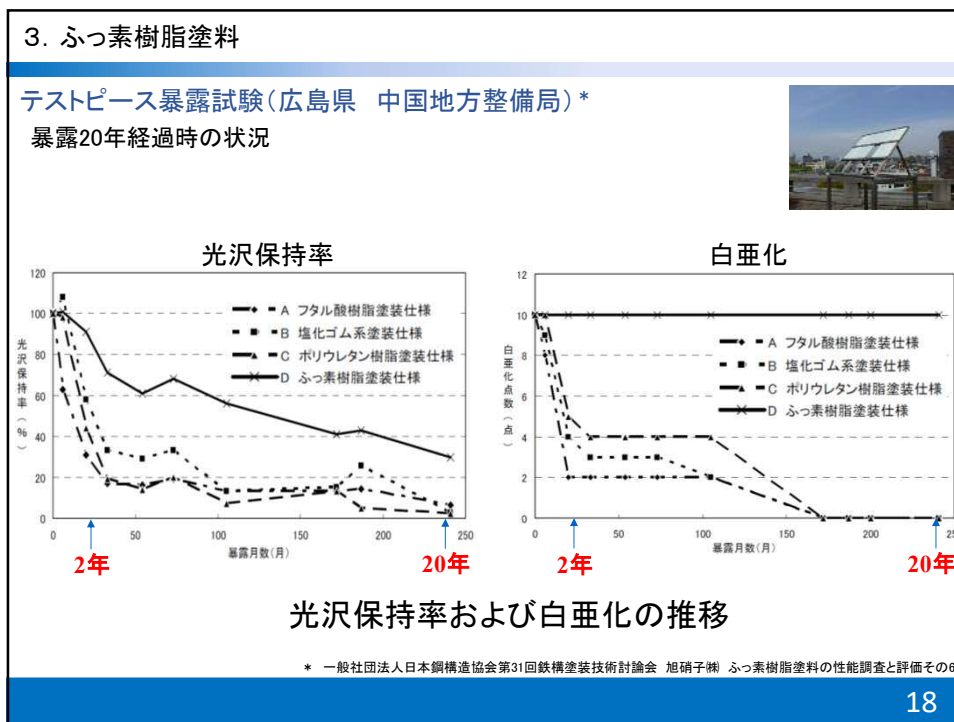 3．ふっ素樹脂塗料
テストピース暴露試験（広島県　中国地方整備局）*
暴露20年経過時の状況
光沢保持率
120
100
80
60
40
20
0
光沢保持率（%）
0 50 100 150 200 250
暴露月数（月）
A フタル酸樹脂塗装仕様
B 塩化ゴム系塗装仕様
C ポリウレタン樹脂塗装仕様
D ふっ素樹脂塗装仕様
2年
20年
白亜化
12
10
8
6
4
2
0
白亜化点数（点）
0 50 100 150 200 25
暴露月数（月）
A フタル酸樹脂塗装仕様
B 塩化ゴム系塗装仕様
C ポリウレタン樹脂塗装仕様
D ふっ素樹脂塗装仕様
2年
20年
光沢保持率および白亜化の推移
*　一般社団法人日本鋼構造協会第31回鉄構塗装技術討論会　旭硝子㈱　ふっ素樹脂塗料の性能調査と評価その6
18